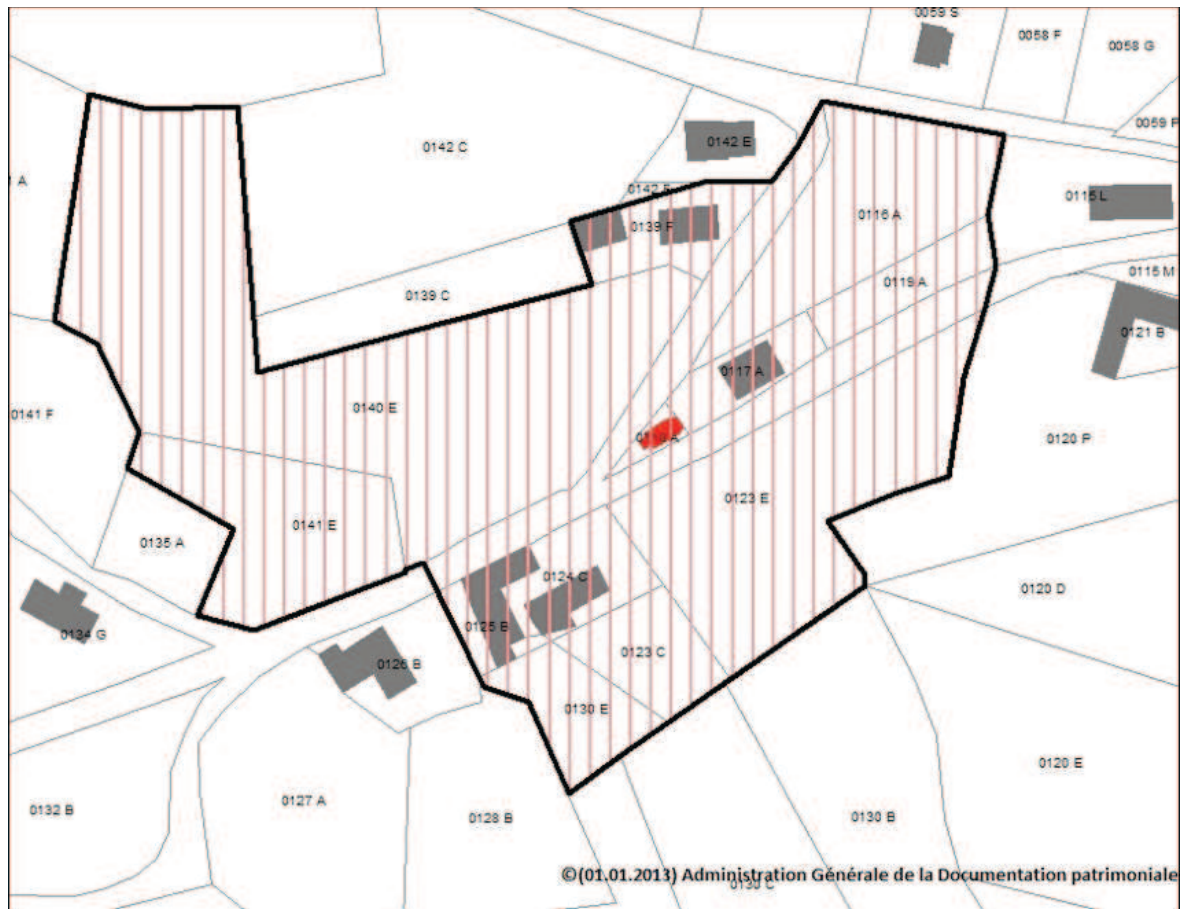 0059 S
0058 F
0058 G
0059 F
0142 C
0142 E
1 A
0142 F
0115 L
0116 A
0139 F
0115 M
0119 A
0139 C
0121 B
0117 A
0140 E
0141 F
0120 P
0123 E
0141 E
0135 A
0124 C
0120 D
0125 B
0134 G
0123 C
0126 B
0130 E
0120 E
0127 A
0132 B
0128 B
0130 B
©(01.01.2013) Administration Générale de la Documentation patrimoniale
0130 C